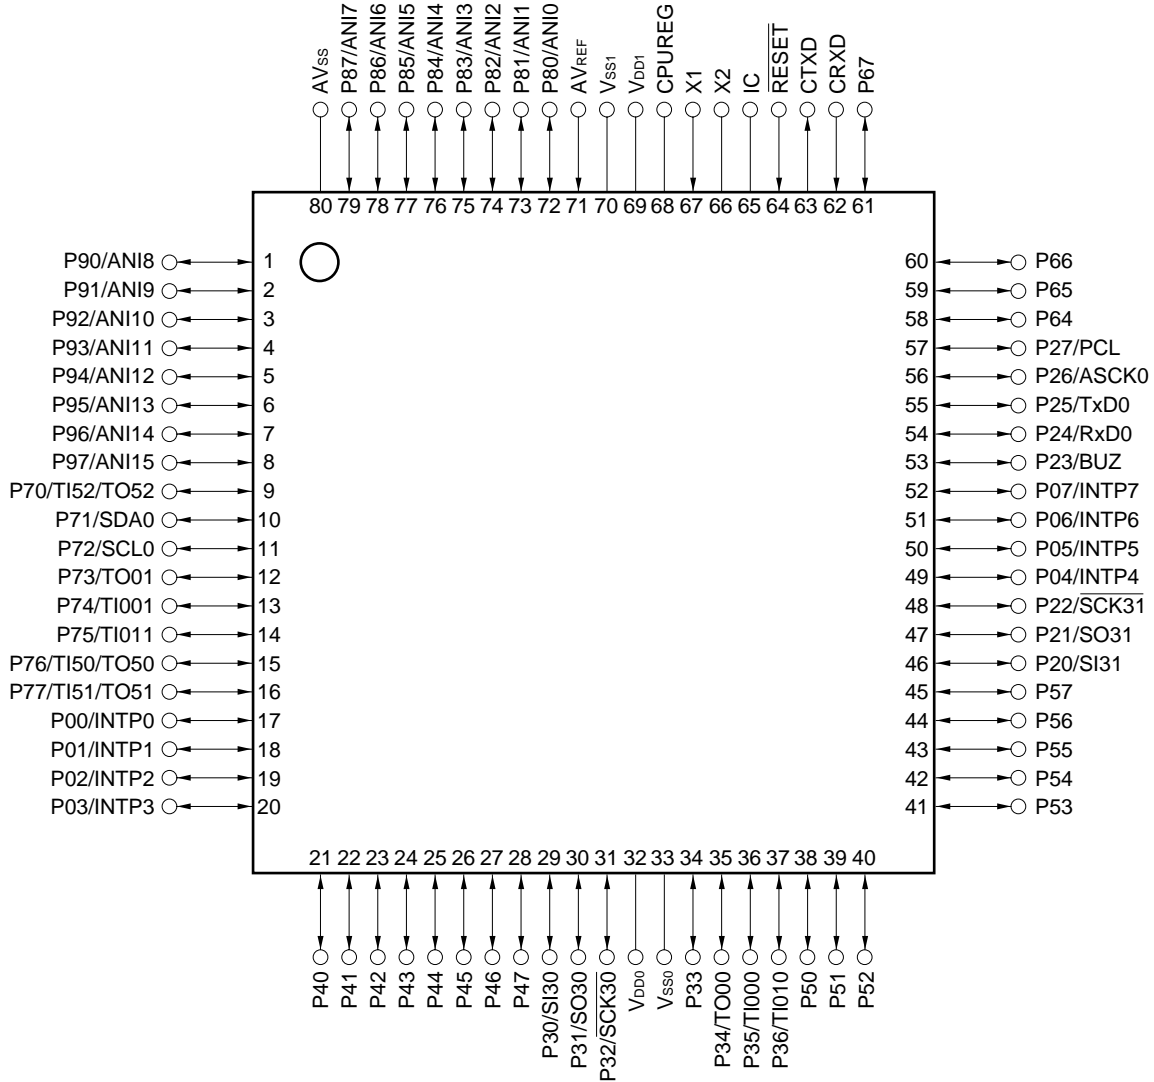 AVSS
P87/ANI7
P86/ANI6
P85/ANI5
P84/ANI4
P83/ANI3
P82/ANI2
P81/ANI1
P80/ANI0
AVREF
VSS1
VDD1
CPUREG
X1
X2
IC
RESET
CTXD
CRXD
P67
80 79 78 77 76 75 74 73 72 71 70 69 68 67 66 65 64 63 62 61
P90/ANI8 1 60 P66
P91/ANI9 2 59 P65
P92/ANI10 3 58 P64
P93/ANI11 4 57 P27/PCL
P94/ANI12 5 56 P26/ASCK0
P95/ANI13 6 55 P25/TxD0
P96/ANI14 7 54 P24/RxD0
P97/ANI15 8 53 P23/BUZ
P70/TI52/TO52 9 52 P07/INTP7
P71/SDA0 10 51 P06/INTP6
P72/SCL0 11 50 P05/INTP5
P73/TO01 12 49 P04/INTP4
P74/TI001 13 48 P22/SCK31
P75/TI011 14 47 P21/SO31
P76/TI50/TO50 15 46 P20/SI31
P77/TI51/TO51 16 45 P57
P00/INTP0 17 44 P56
P01/INTP1 18 43 P55
P02/INTP2 19 42 P54
P03/INTP3 20 41 P53
21 22 23 24 25 26 27 28 29 30 31 32 33 34 35 36 37 38 39 40
P40
P41
P42
P43
P44
P45
P46
P47
P30/SI30
P31/SO30
P32/SCK30
VDD0
VSS0
P33
P34/TO00
P35/TI000
P36/TI010
P50
P51
P52